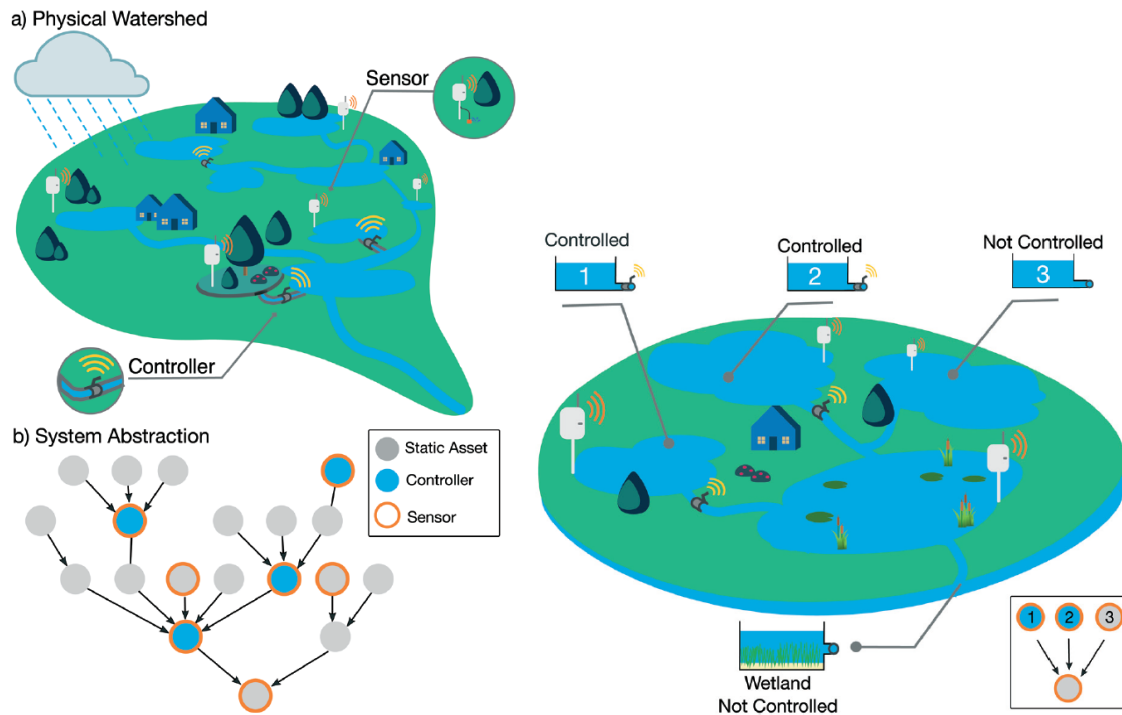 a) Physical Watershed
Sensor
Controller
b) System Abstraction
Static Asset
Controller
Sensor
Controlled
1
Controlled
2
Not Controlled
3
Wetland
Not Controlled
1 2 3